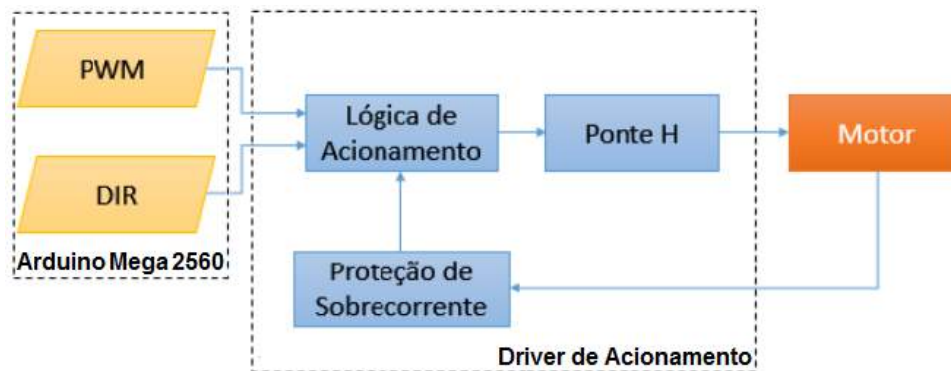 PWM
DIR
Arduino Mega 2560
Lógica de
Acionamento
Ponte H
Motor
Proteção de
Sobrecorrente
Driver de Acionamento